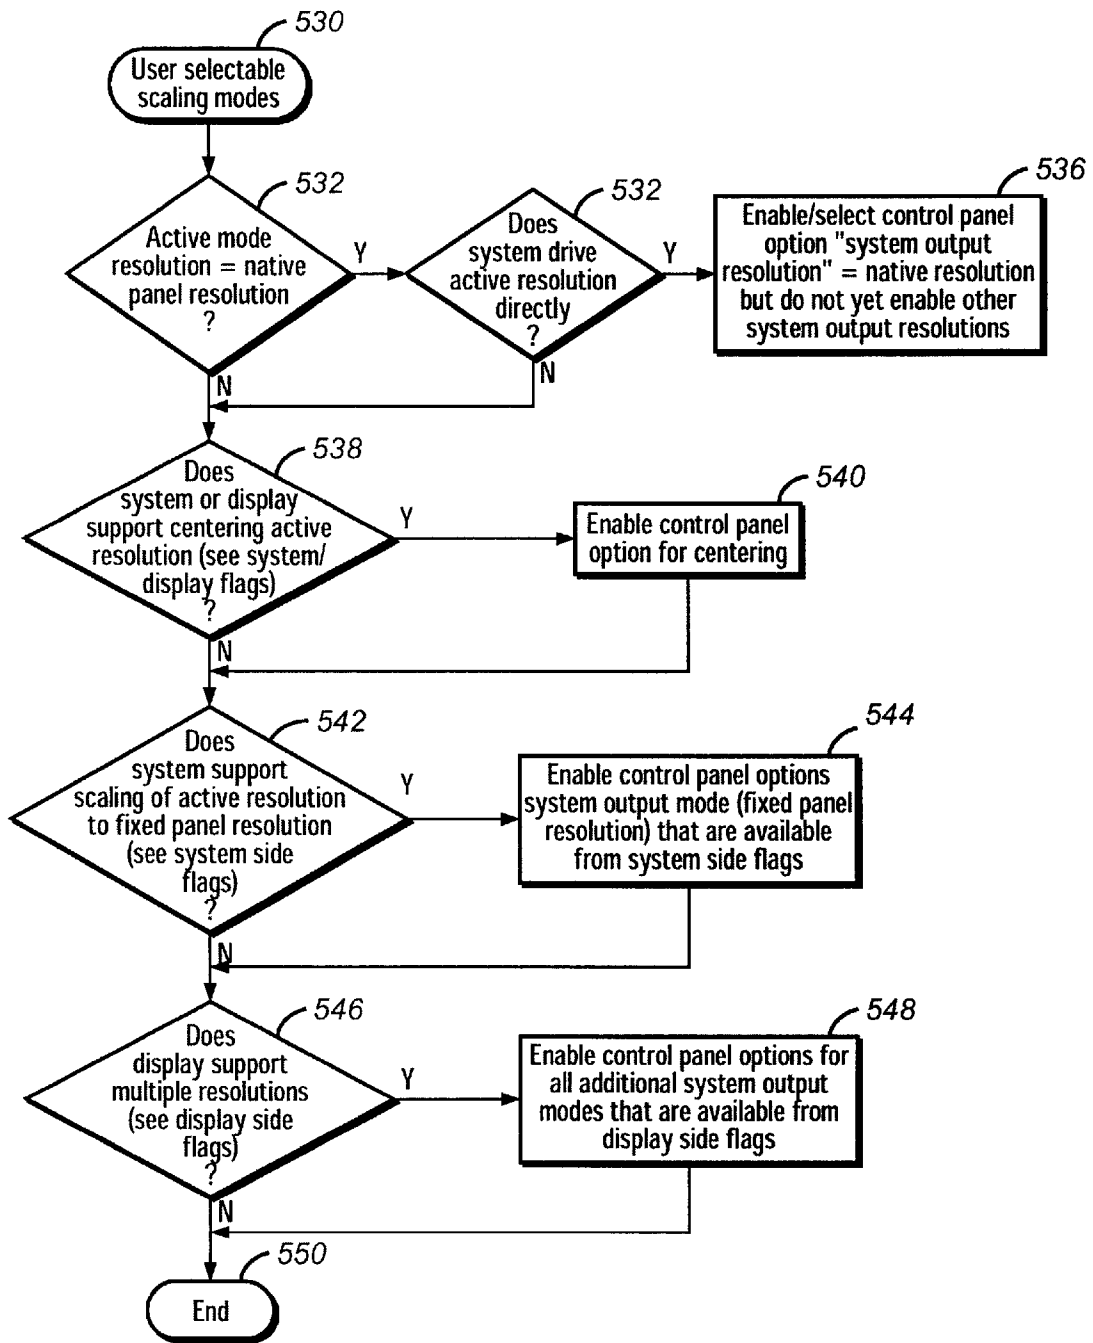 530
User selectable
scaling modes
532
Active mode
resolution = native
panel resolution
?
Y
532
Does
system drive
active resolution
directly
?
Y
536
Enable/select control panel
option "system output
resolution" = native resolution
but do not yet enable other
system output resolutions
N
N
538
Does
system or display
support centering active
resolution (see system/
display flags)
?
Y
540
Enable control panel
option for centering
N
542
Does
system support
scaling of active resolution
to fixed panel resolution
(see system side
flags)
?
Y
544
Enable control panel options
system output mode (fixed panel
resolution) that are available
from system side flags
N
546
Does
display support
multiple resolutions
(see display side
flags)
?
Y
548
Enable control panel options for
all additional system output
modes that are available from
display side flags
N
550
End